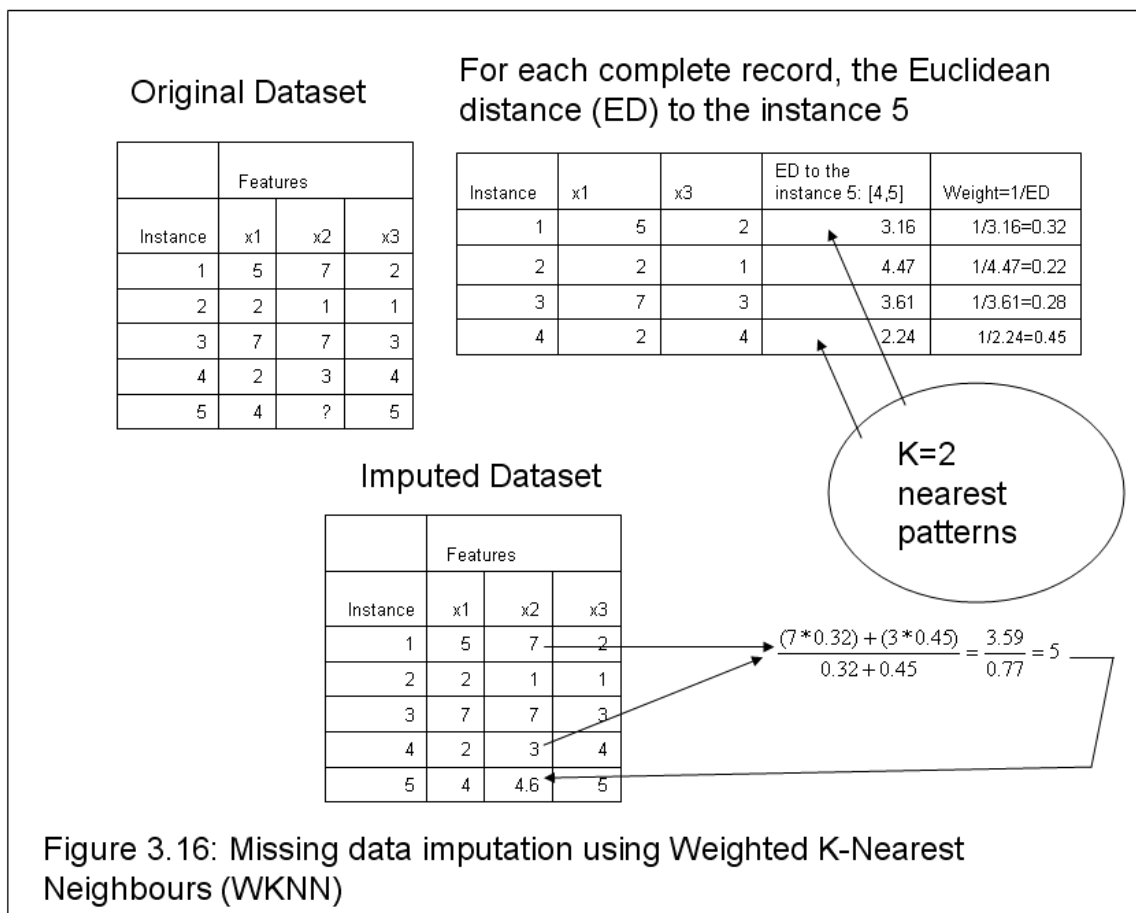 Original Dataset
Features
Instance x1 x2 x3
1 5 7 2
2 2 1 1
3 7 7 3
4 2 3 4
5 4 ? 5
For each complete record, the Euclidean
distance (ED) to the instance 5
Instance x1 x3 ED to the instance 5: [4,5] Weight=1/ED
1 5 2 3.16 1/3.16=0.32
2 2 1 4.47 1/4.47=0.22
3 7 3 3.61 1/3.61=0.28
4 2 4 2.24 1/2.24=0.45
K=2
nearest
patterns
Imputed Dataset
Features
Instance x1 x2 x3
1 5 7 2
2 2 1 1
3 7 7 3
4 2 3 4
5 4 4.6 5
(7*0.32)+(3*0.45) / 0.32+0.45 = 3.59 / 0.77 = 5
Figure 3.16: Missing data imputation using Weighted K-Nearest
Neighbours (WKNN)